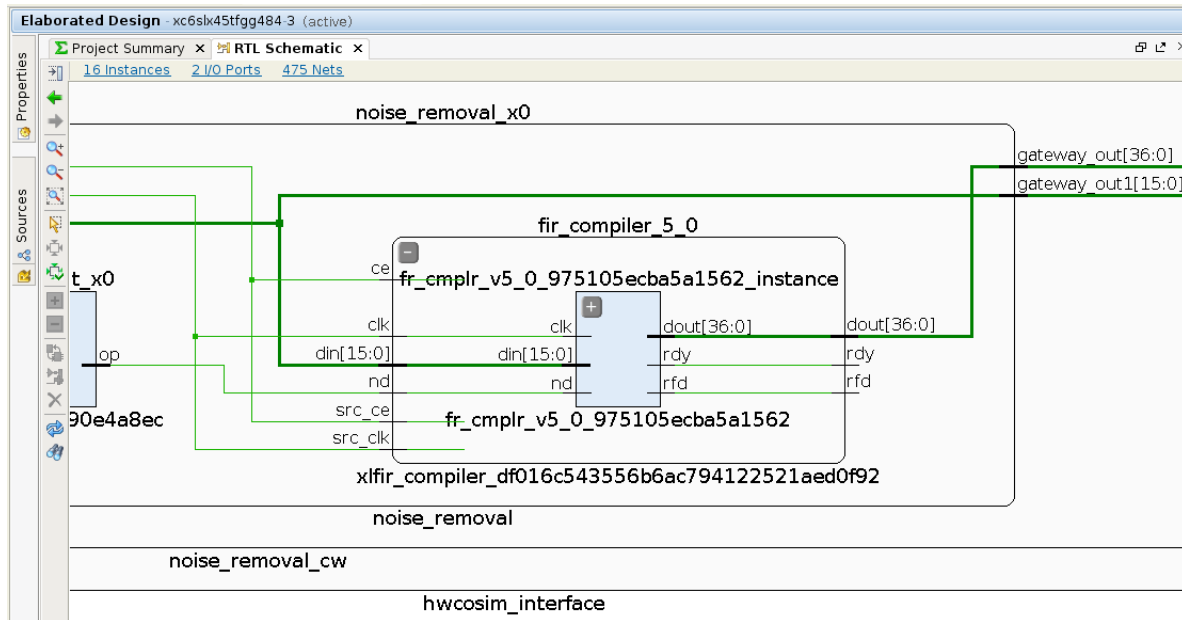 Elaborated Design - xc6slx45tfgg484-3 (active)
Properties
Sources
Project Summary
RTL Schematic
16 Instances 2 I/O Ports 475 Nets
noise_removal_x0
gateway_out[36:0]
gateway_out1[15:0]
fir_compiler_5_0
t_x0
ce
fr_cmplr_v5_0_975105ecba5a1562_instance
clk
clk
dout[36:0]
dout[36:0]
op
din[15:0]
din[15:0]
rdy
rdy
nd
nd
rfd
rfd
90e4a8ec
src_ce
fr_cmplr_v5_0_975105ecba5a1562
src_clk
xlfir_compiler_df016c543556b6ac794122521aed0f92
noise_removal
noise_removal_cw
hwcosim_interface